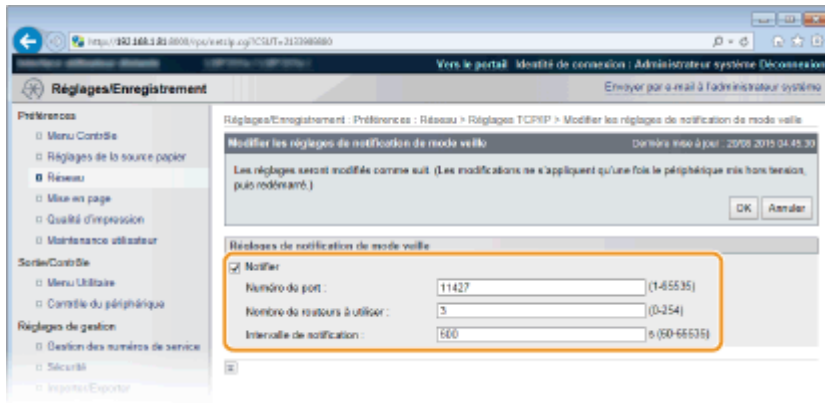 Vers le portail Identité de connexion : Administrateur système Déconnexion
Réglages/Enregistrement
Envoyer par e-mail à l'administrateur système
Préférences
Menu Contrôle
Réglages de la source papier
Réseau
Mise en page
Qualité d'impression
Maintenance utilisateur
Sortie/Contrôle
Menu Utilitaire
Contrôle du périphérique
Réglages de gestion
Gestion des numéros de service
Sécurité
Importer/Exporter
Réglages/Enregistrement : Préférences : Réseau > Réglages TCP/IP > Modifier les réglages de notification de mode veille
Modifier les réglages de notification de mode veille
Dernière mise à jour : 20/08 2015 04:45:30
Les réglages seront modifiés comme suit. (Les modifications ne s'appliquent qu'une fois le périphérique mis hors tension,
puis redémarré.)
OK Annuler
Réglages de notification de mode veille
Notifier
Numéro de port : 11427 (1-65535)
Nombre de routeurs à utiliser : 3 (0-254)
Intervalle de notification : 600 s (60-65535)